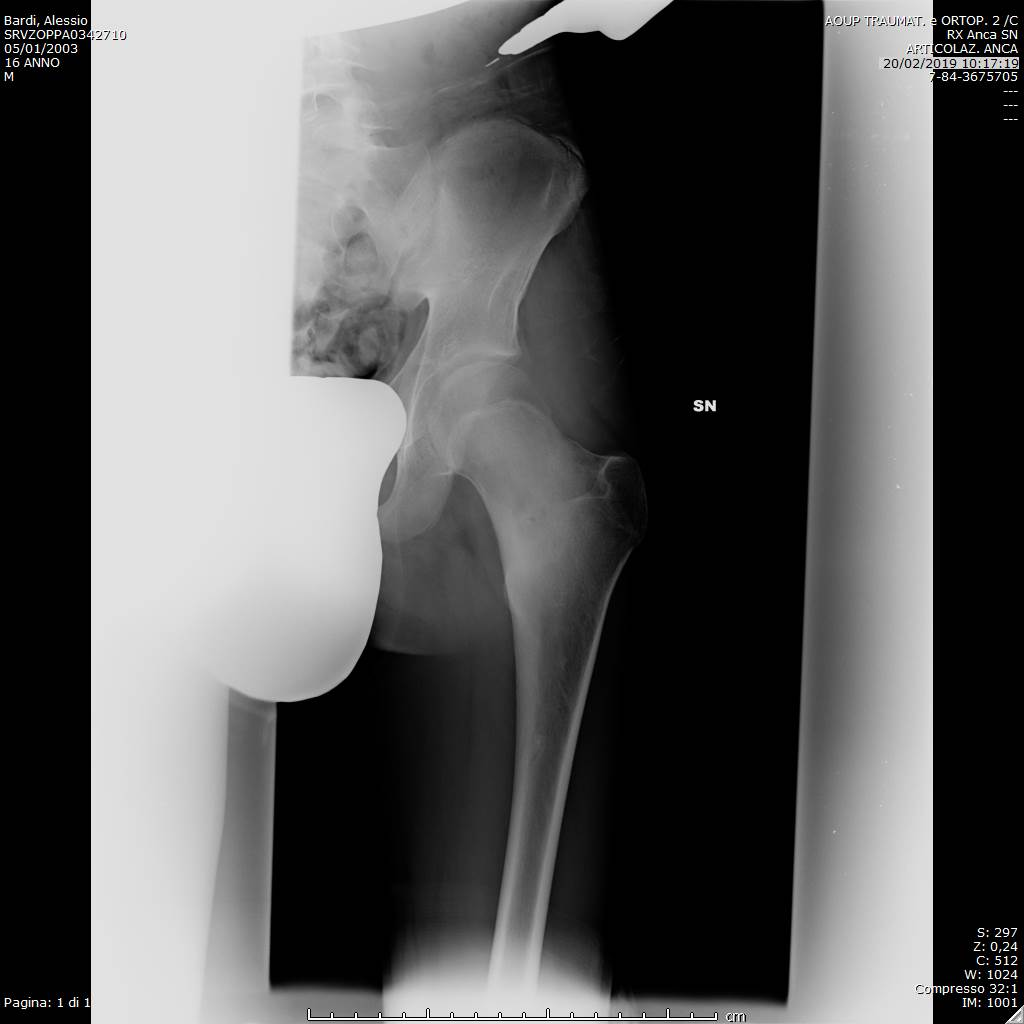 Bardi, Alessio
SRVZOPPA0342710
05/01/2003
16 ANNO
M
AOUP TRAUMAT. e ORTOP. 2 /C
RX Anca SN
ARTICOLAZ. ANCA
20/02/2019 10:17:19
7-84-3675705
---
---
---
SN
S: 297
Z: 0,24
C: 512
W: 1024
Compresso 32:1
IM: 1001
Pagina: 1 di 1
cm